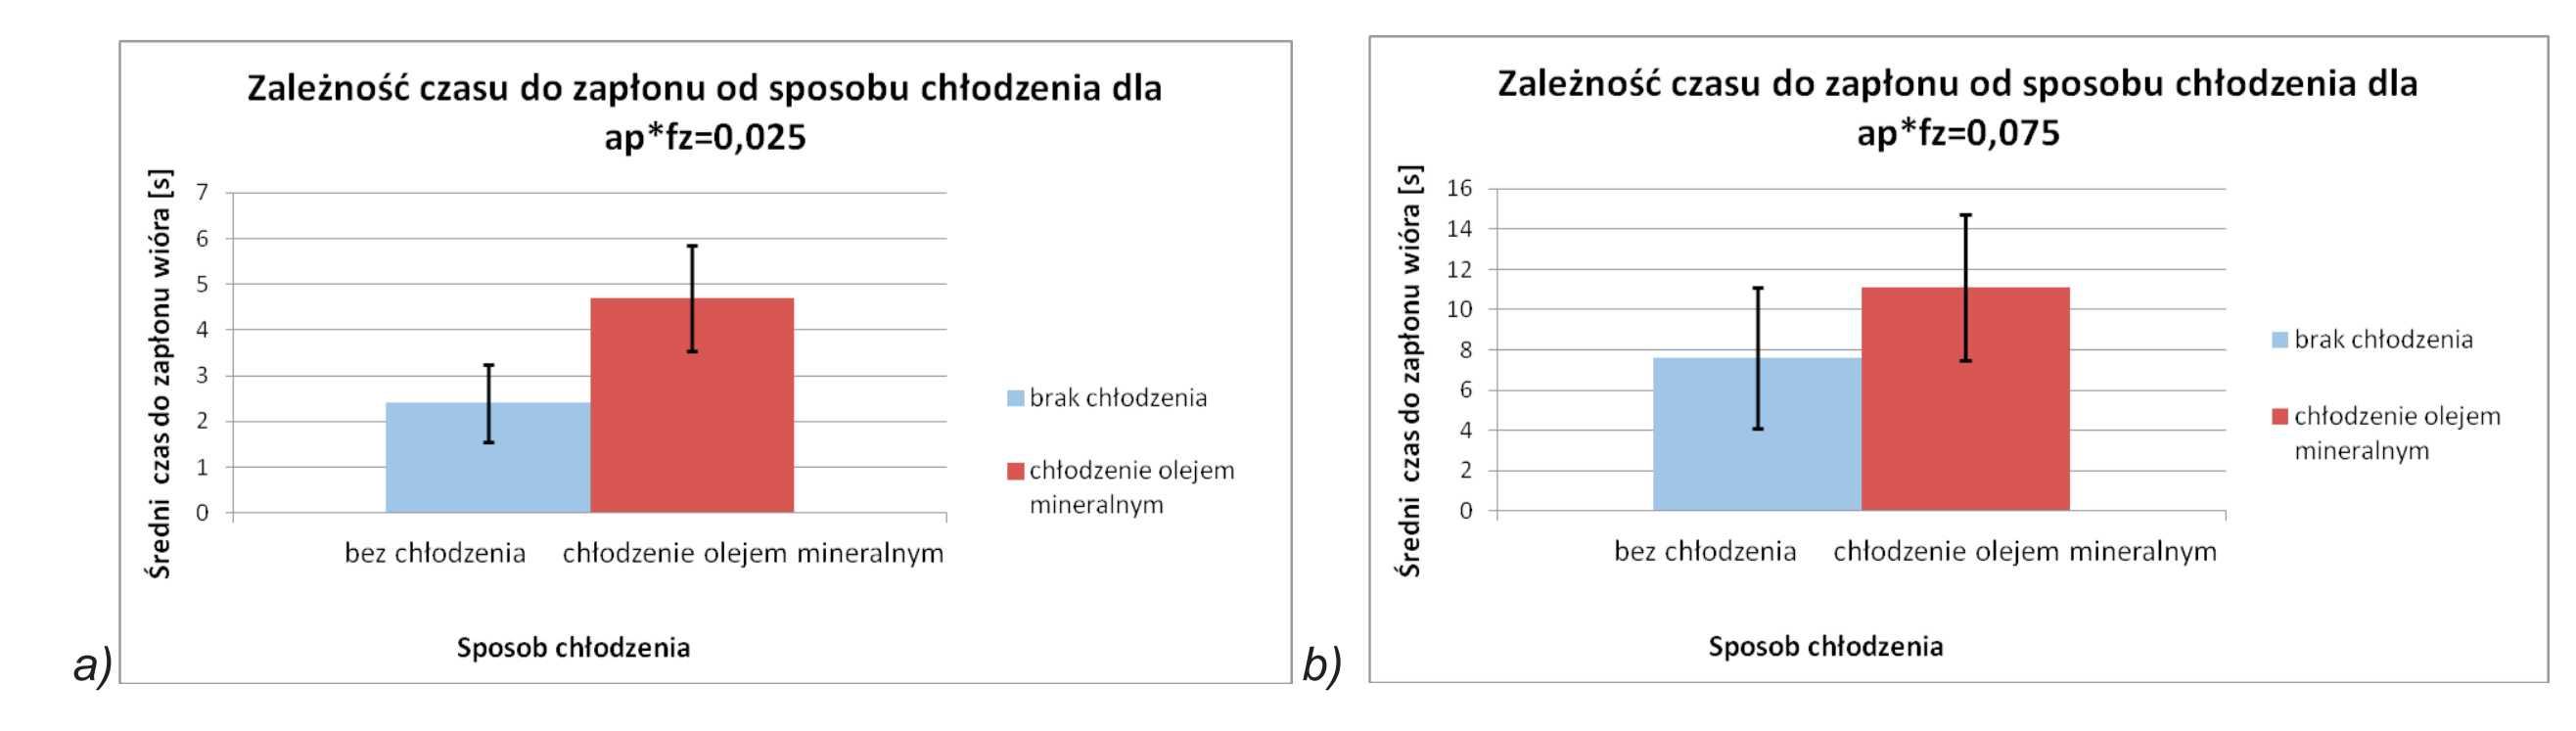 Zależność czasu do zapłonu od sposobu chłodzenia dla
ap*fz=0,025
Średni  czas do zapłonu wióra [s]
7
6
5
4
3
2
1
0
bez chłodzenia
chłodzenie olejem mineralnym
Sposob chłodzenia
brak chłodzenia
chłodzenie olejem
mineralnym
a)
Zależność czasu do zapłonu od sposobu chłodzenia dla
ap*fz=0,075
Średni  czas do zapłonu wióra [s]
16
14
12
10
8
6
4
2
0
bez chłodzenia
chłodzenie olejem mineralnym
Sposob chłodzenia
brak chłodzenia
chłodzenie olejem
mineralnym
b)